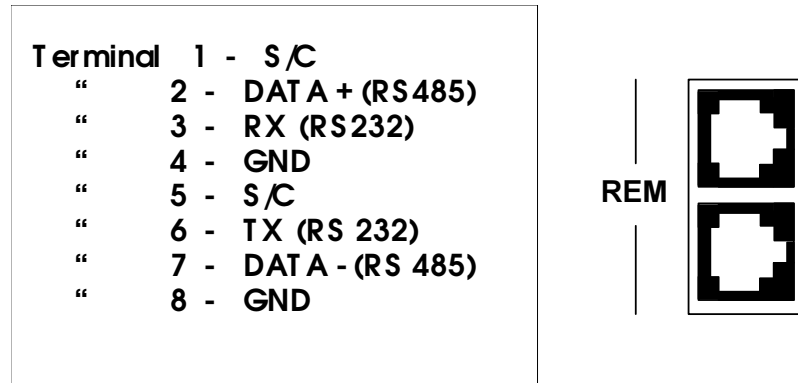 Terminal 1 - S/C
“ 2 - DATA + (RS485)
“ 3 - RX (RS232)
“ 4 - GND
“ 5 - S/C
“ 6 - TX (RS 232)
“ 7 - DATA - (RS 485)
“ 8 - GND
REM